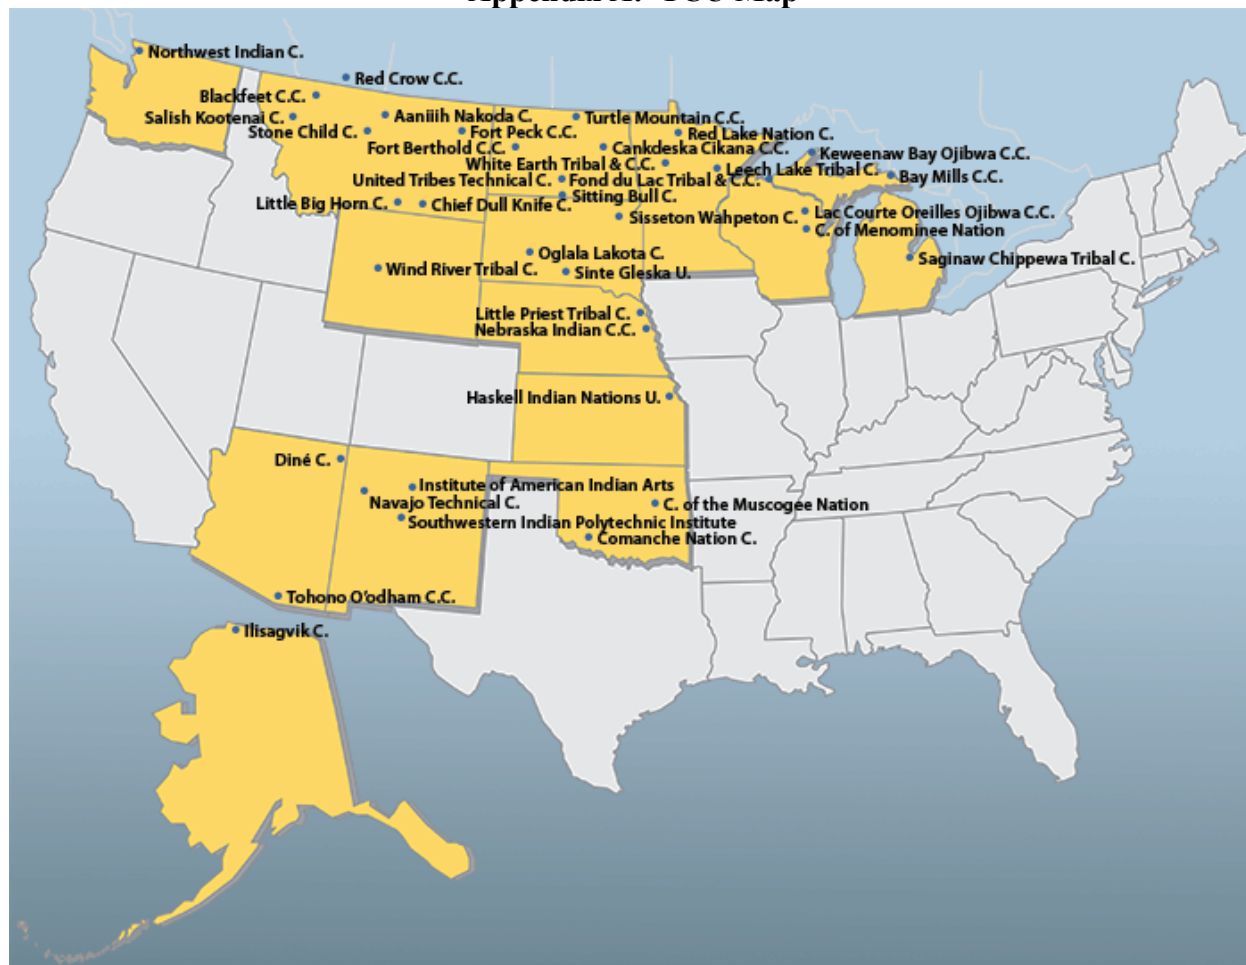 Appendix A: TCU Map
Northwest Indian C.
Red Crow C.C.
Blackfeet C.C.
Salish Kootenai C.
Aaniiih Nakoda C.
Turtle Mountain C.C.
Stone Child C.
Fort Peck C.C.
Red Lake Nation C.
Fort Berthold C.C.
Cankdeska Cikana C.C.
Keweenaw Bay Ojibwa C.C.
White Earth Tribal & C.C.
Leech Lake Tribal C.
Bay Mills C.C.
United Tribes Technical C.
Fond du Lac Tribal & C.C.
Sitting Bull C.
Little Big Horn C.
Chief Dull Knife C.
Sisseton Wahpeton C.
Lac Courte Oreilles Ojibwa C.C.
C. of Menominee Nation
Oglala Lakota C.
Saginaw Chippewa Tribal C.
Wind River Tribal C.
Sinte Gleska U.
Little Priest Tribal C.
Nebraska Indian C.C.
Haskell Indian Nations U.
Diné C.
Institute of American Indian Arts
Navajo Technical C.
C. of the Muscogee Nation
Southwestern Indian Polytechnic Institute
Comanche Nation C.
Tohono O'odham C.C.
Ilisagvik C.